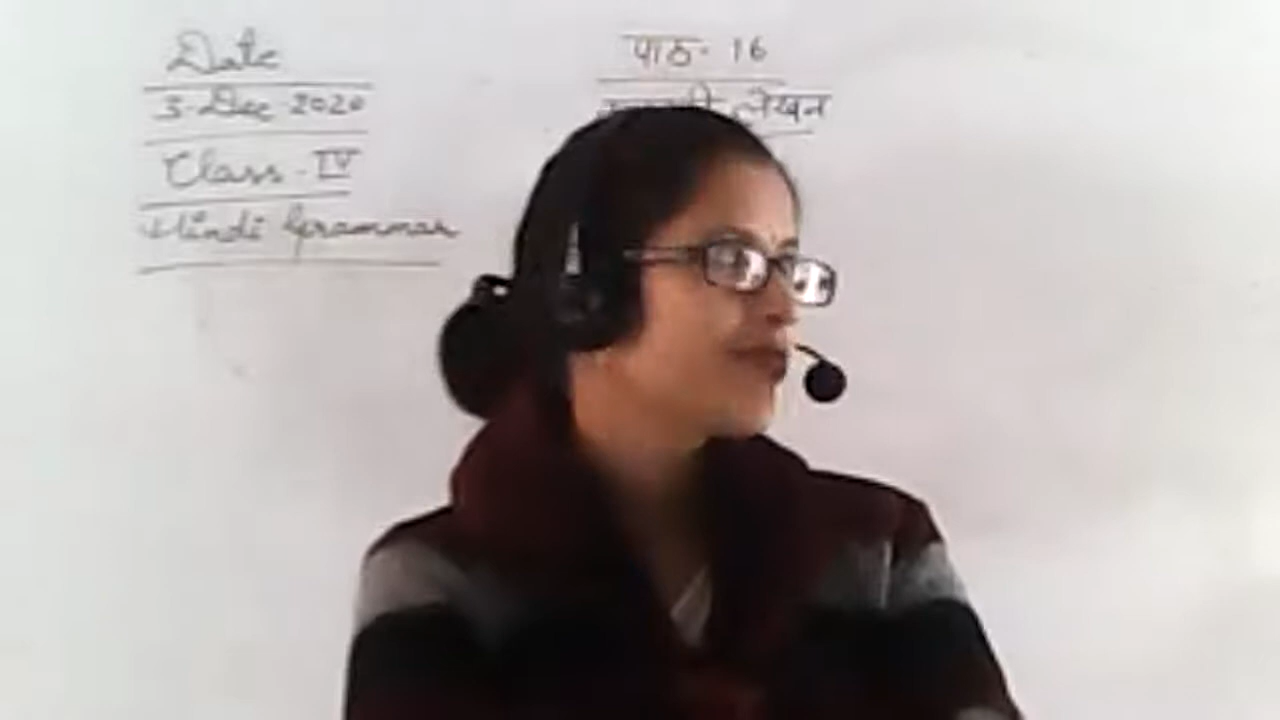 Date
3-Dec 2020
Class-IV
Hindi Grammar
पाठ- 16
लेखन